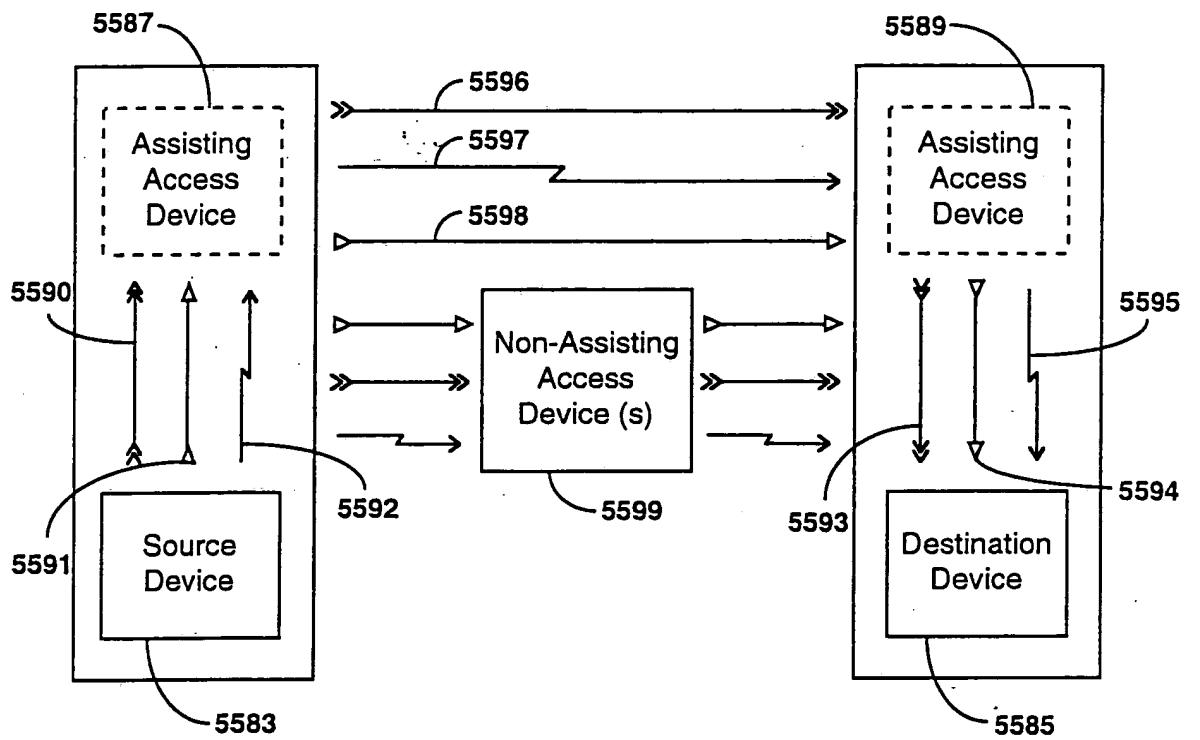 5587
5589
5596
Assisting
Access
Device
5597
Assisting
Access
Device
5598
5590
Non-Assisting
Access
Device (s)
5595
5592
5599
5593
5594
5591
Source
Device
Destination
Device
5583
5585